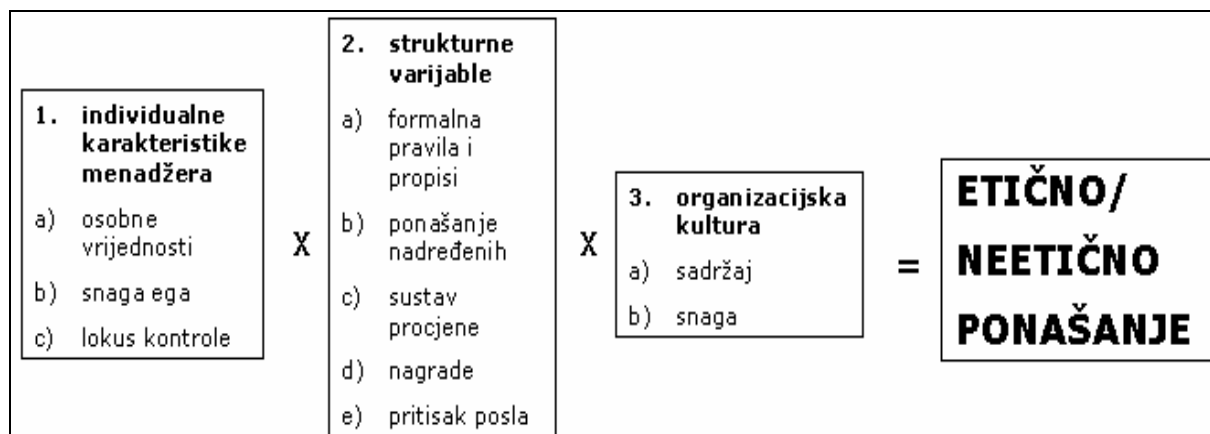 1. individualne
karakteristike
menadžera
a) osobne
vrijednosti
b) snaga ega
c) lokus kontrole
X
2. strukturne
varijable
a) formalna
pravila i
propisi
b) ponašanje
nadređenih
c) sustav
procjene
d) nagrade
e) pritisak posla
X
3. organizacijska
kultura
a) sadržaj
b) snaga
=
ETIČNO/
NEETIČNO
PONAŠANJE